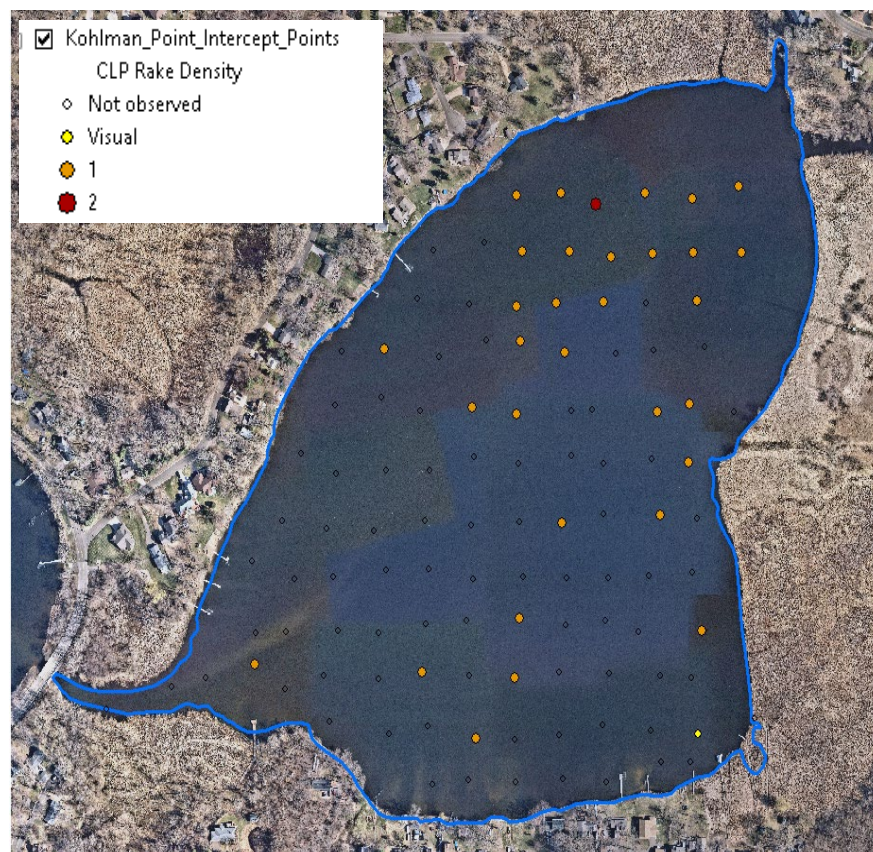 Kohlman_Point_Intercept_Points
CLP Rake Density
Not observed
Visual
1
2